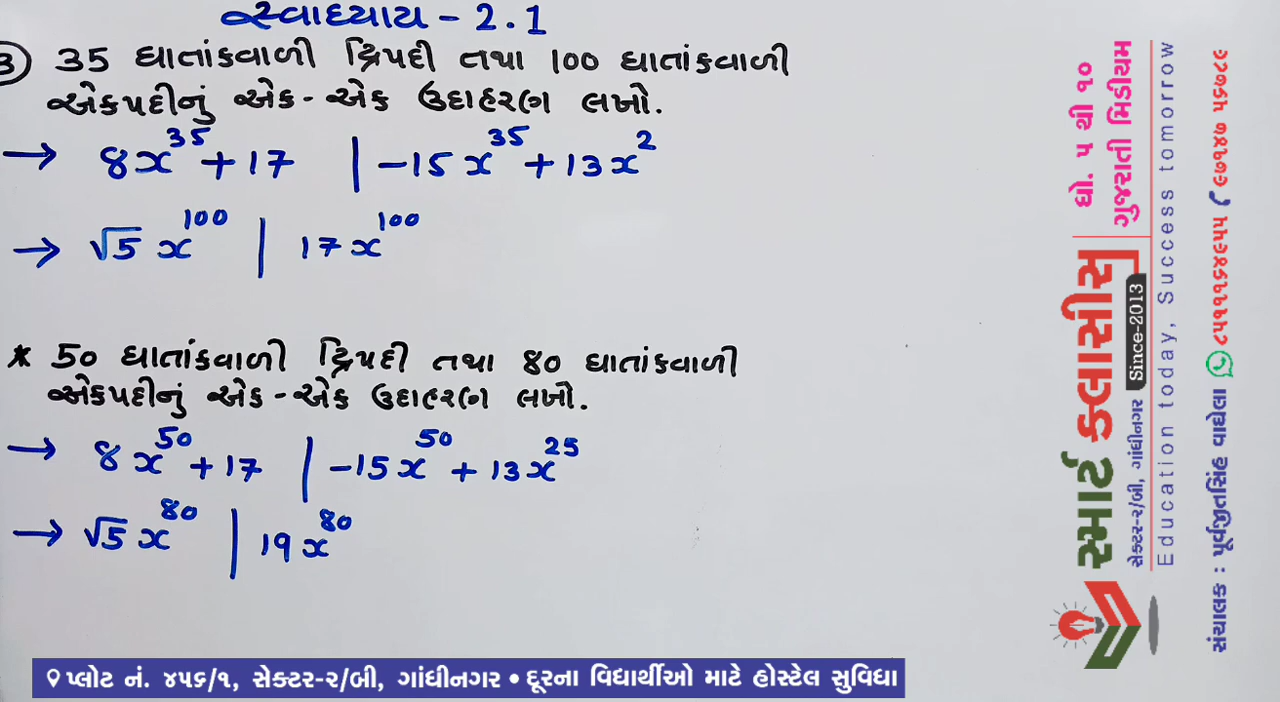 સ્વાધ્યાય - 2.1
3) 35 ઘાતાંકવાળી દ્વિપદી તથા 100 ઘાતાંકવાળી
એકપદીનું એક - એક ઉદાહરણ લખો.
→ 8x³⁵ + 17 | -15x³⁵ + 13x²
→ √5 x¹⁰⁰ | 17x¹⁰⁰
* 50 ઘાતાંકવાળી દ્વિપદી તથા 80 ઘાતાંકવાળી
એકપદીનું એક - એક ઉદાહરણ લખો.
→ 8x⁵⁰ + 17 | -15x⁵⁰ + 13x²⁵
→ √5 x⁸⁰ | 19x⁸⁰
સ્માર્ટ ક્લાસીસ
ધો. ૫ થી ૧૦
ગુજરાતી મિડીયમ
Since-2013
સેક્ટર-૨/બી, ગાંધીનગર
Education today, Success tomorrow
સંચાલક : પૂર્વજીતસિંહ વાઘેલા
પ્લોટ નં. ૪૫૬/૧, સેક્ટર-૨/બી, ગાંધીનગર • દૂરના વિદ્યાર્થીઓ માટે હોસ્ટેલ સુવિધા